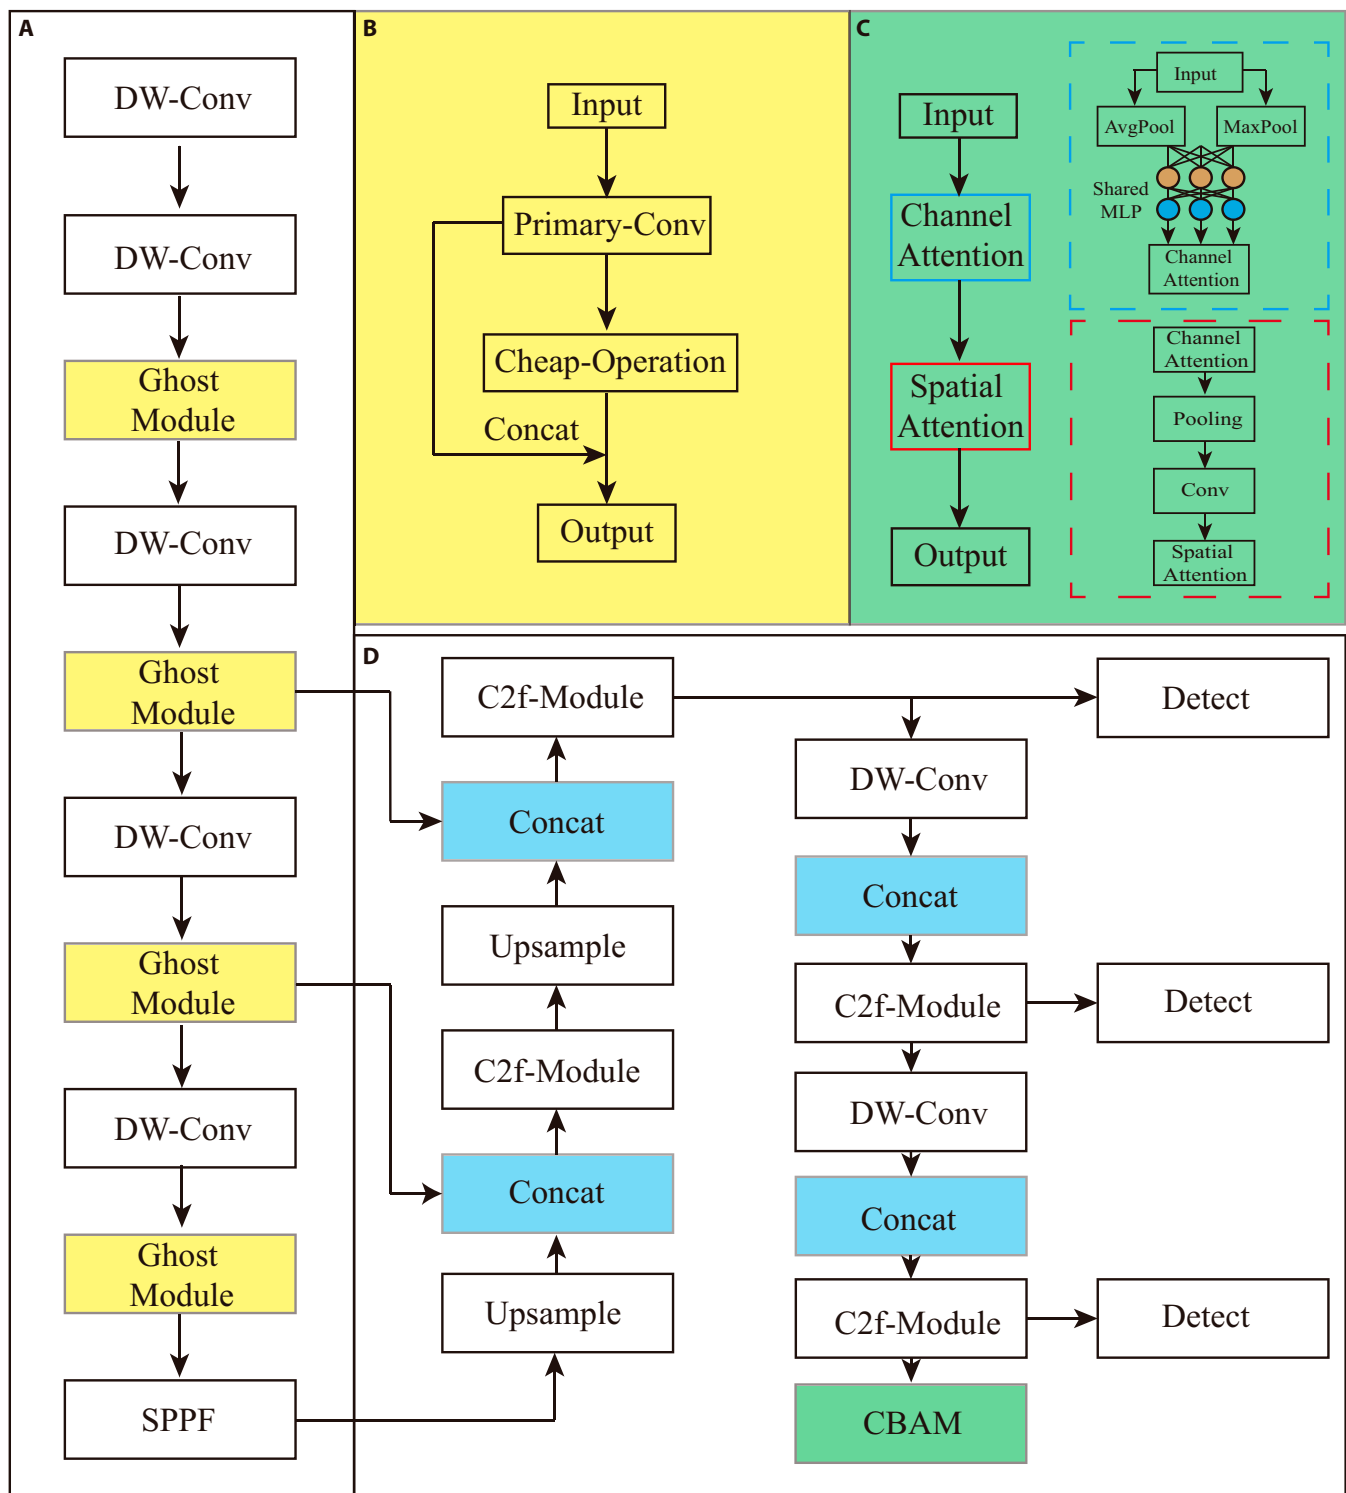 A
DW-Conv
DW-Conv
Ghost
Module
DW-Conv
Ghost
Module
DW-Conv
Ghost
Module
DW-Conv
Ghost
Module
SPPF
B
Input
Primary-Conv
Cheap-Operation
Concat
Output
C
Input
Channel
Attention
Spatial
Attention
Output
Input
AvgPool
MaxPool
Shared
MLP
Channel
Attention
Channel
Attention
Pooling
Conv
Spatial
Attention
D
C2f-Module
Concat
Upsample
C2f-Module
Concat
Upsample
DW-Conv
Concat
C2f-Module
DW-Conv
Concat
C2f-Module
CBAM
Detect
Detect
Detect